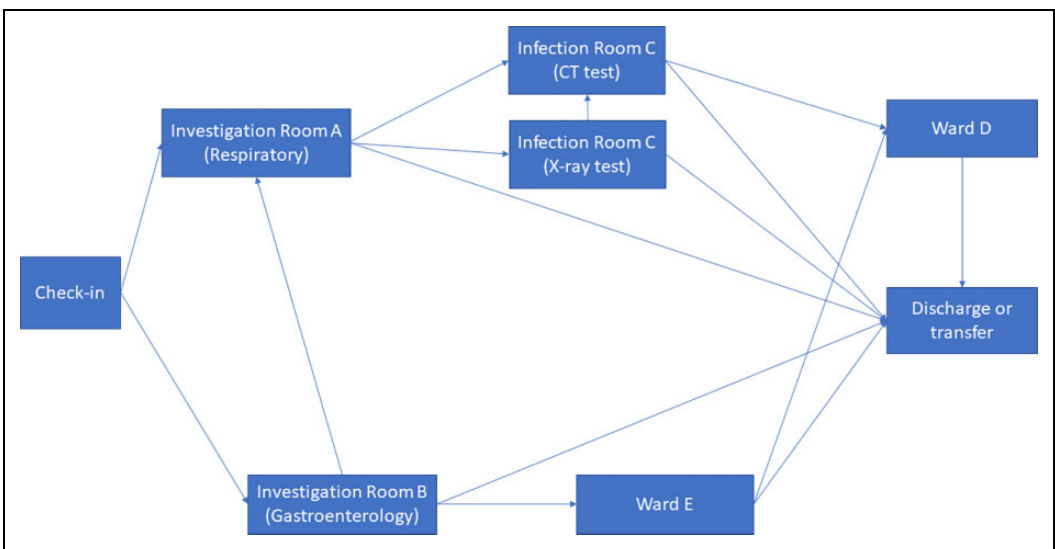 Infection Room C
(CT test)
Investigation Room A
(Respiratory)
Infection Room C
(X-ray test)
Ward D
Check-in
Discharge or
transfer
Investigation Room B
(Gastroenterology)
Ward E